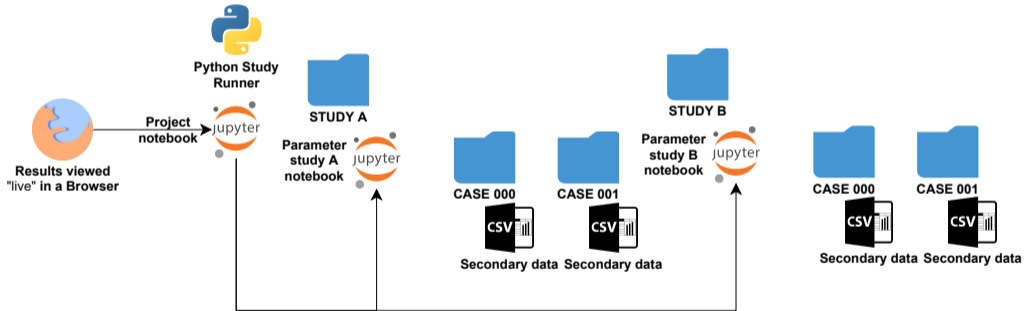 Python Study
Runner
Project
notebook
jupyter
Results viewed
"live" in a Browser
STUDY A
Parameter
study A
notebook
jupyter
CASE 000
CSV
Secondary data
CASE 001
CSV
Secondary data
STUDY B
Parameter
study B
notebook
jupyter
CASE 000
CSV
Secondary data
CASE 001
CSV
Secondary data